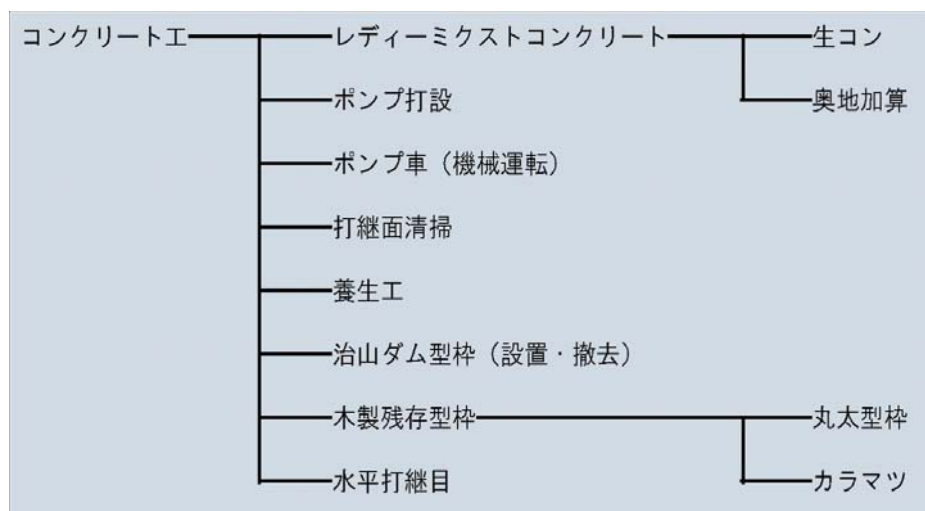 コンクリート工 レディーミクストコンクリート 生コン
ポンプ打設 奥地加算
ポンプ車（機械運転）
打継面清掃
養生工
治山ダム型枠（設置・撤去）
木製残存型枠 丸太型枠
水平打継目 カラマツ